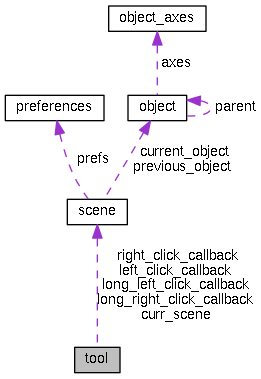 object_axes
axes
preferences
object
parent
prefs
current_object
previous_object
scene
right_click_callback
left_click_callback
long_left_click_callback
long_right_click_callback
curr_scene
tool